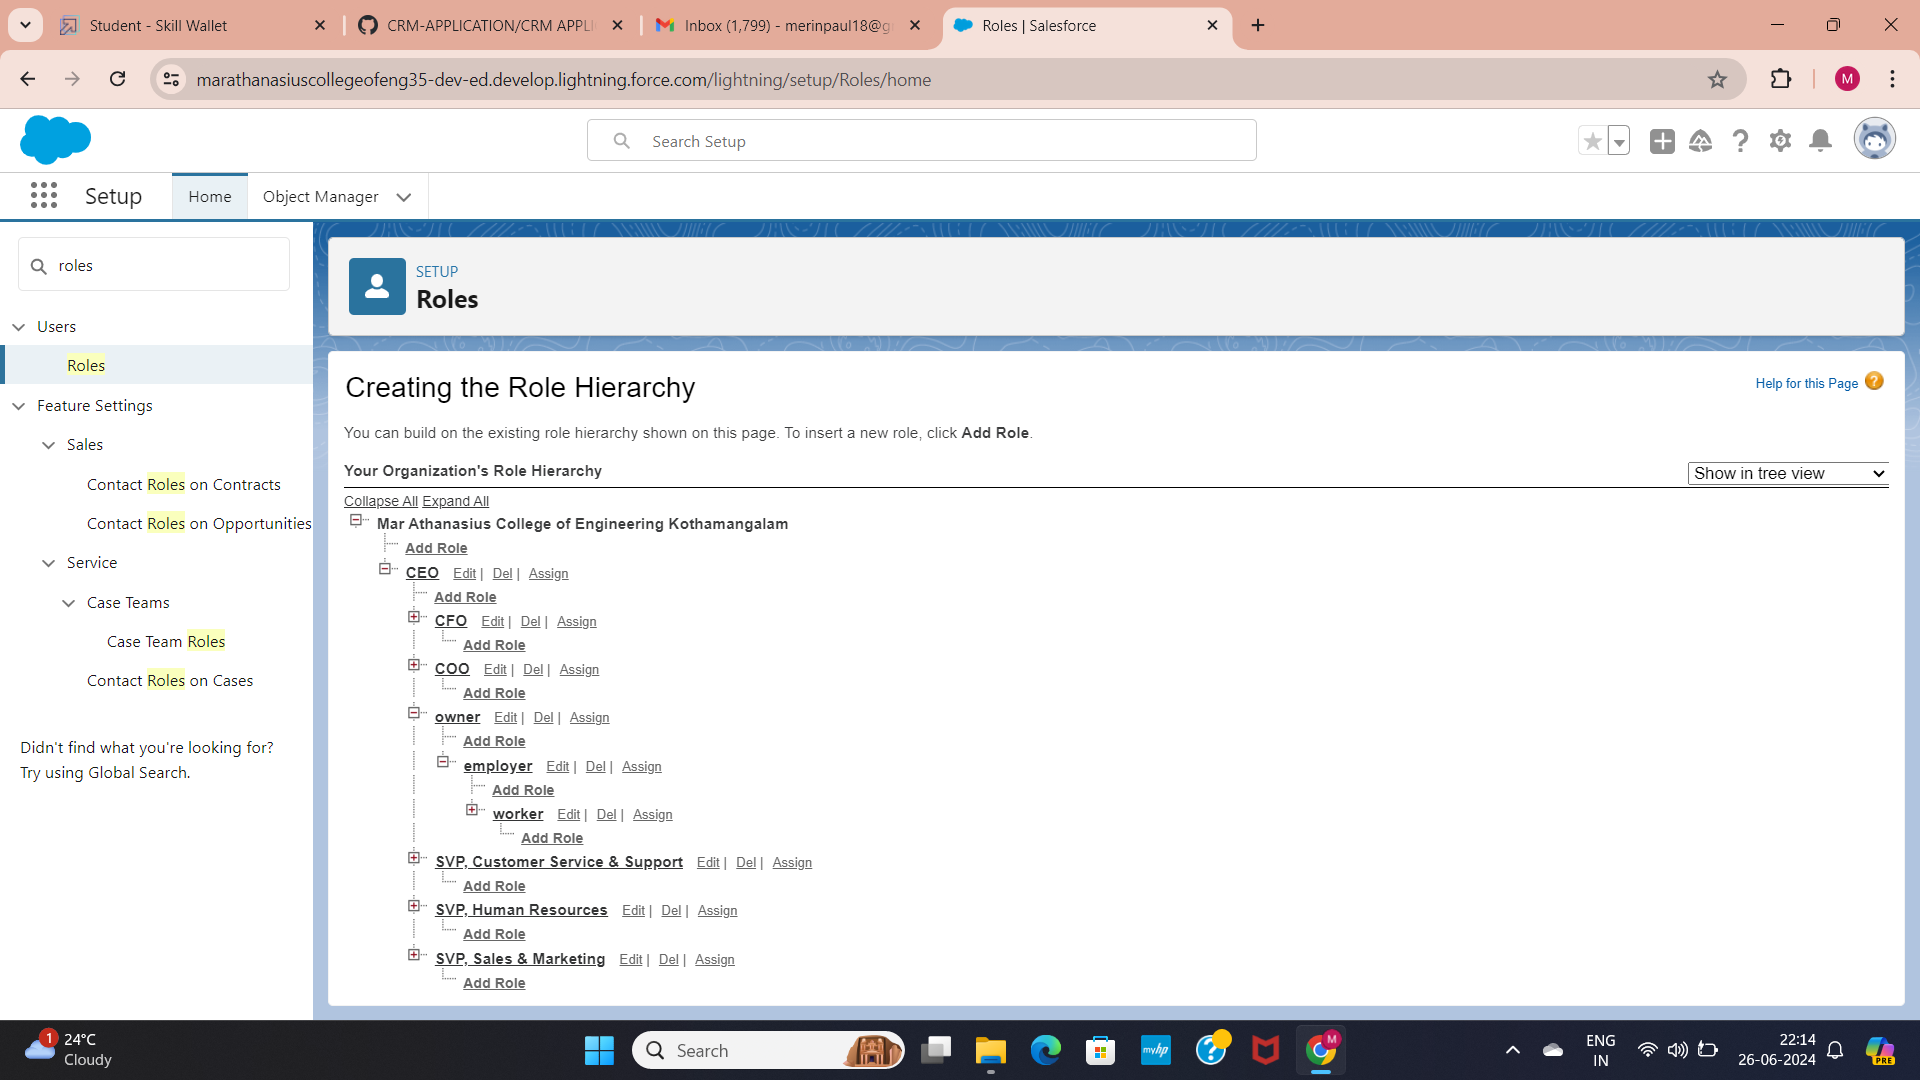 Student - Skill Wallet
CRM-APPLICATION/CRM APPLI
Inbox (1,799) - merinpaul18@g
Roles | Salesforce
marathanasiuscollegeofeng35-dev-ed.develop.lightning.force.com/lightning/setup/Roles/home
M
Search Setup
Setup
Home
Object Manager
roles
Users
Roles
Feature Settings
Sales
Contact Roles on Contracts
Contact Roles on Opportunities
Service
Case Teams
Case Team Roles
Contact Roles on Cases
Didn't find what you're looking for?
Try using Global Search.
SETUP
Roles
Creating the Role Hierarchy
Help for this Page ?
You can build on the existing role hierarchy shown on this page. To insert a new role, click Add Role.
Your Organization's Role Hierarchy
Show in tree view
Collapse All Expand All
Mar Athanasius College of Engineering Kothamangalam
Add Role
CEO Edit | Del | Assign
Add Role
CFO Edit | Del | Assign
Add Role
COO Edit | Del | Assign
Add Role
owner Edit | Del | Assign
Add Role
employer Edit | Del | Assign
Add Role
worker Edit | Del | Assign
Add Role
SVP, Customer Service & Support Edit | Del | Assign
Add Role
SVP, Human Resources Edit | Del | Assign
Add Role
SVP, Sales & Marketing Edit | Del | Assign
Add Role
1
24°C
Cloudy
Search
myhp
M
ENG
IN
22:14
26-06-2024
PRE